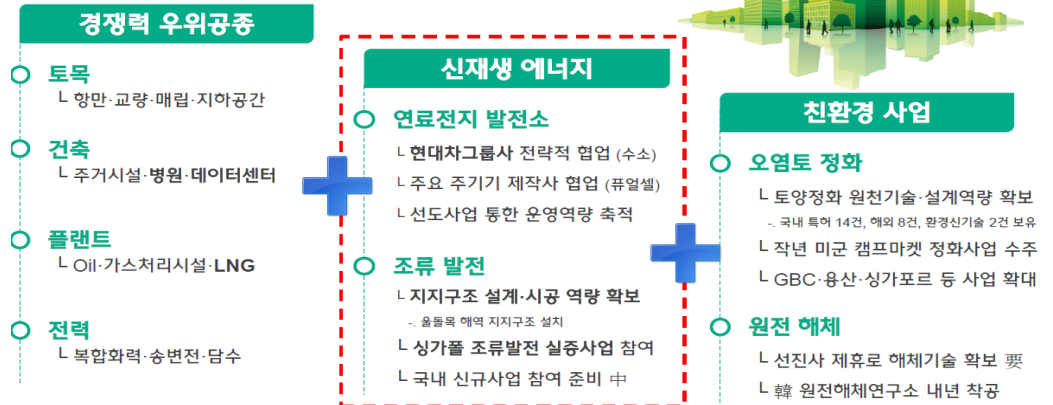 경쟁력 우위공종
토목
└ 항만·교량·매립·지하공간
건축
└ 주거시설·병원·데이터센터
플랜트
└ Oil·가스처리시설·LNG
전력
└ 복합화력·송변전·담수
신재생 에너지
연료전지 발전소
└ 현대차그룹사 전략적 협업 (수소)
└ 주요 주기기 제작사 협업 (퓨얼셀)
└ 선도사업 통한 운영역량 축적
조류 발전
└ 지지구조 설계·시공 역량 확보
-. 울돌목 해역 지지구조 설치
└ 싱가폴 조류발전 실증사업 참여
└ 국내 신규사업 참여 준비 中
친환경 사업
오염토 정화
└ 토양정화 원천기술·설계역량 확보
-. 국내 특허 14건, 해외 8건, 환경신기술 2건 보유
└ 작년 미군 캠프마켓 정화사업 수주
└ GBC·용산·싱가포르 등 사업 확대
원전 해체
└ 선진사 제휴로 해체기술 확보 要
└ 韓 원전해체연구소 내년 착공